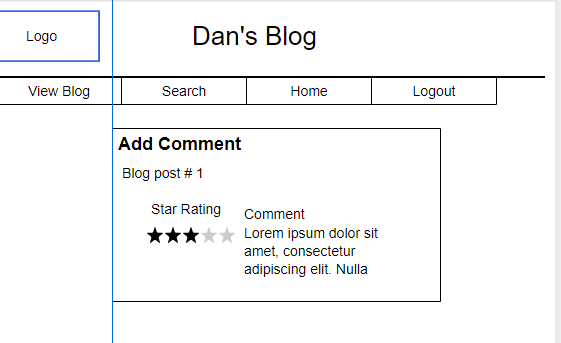 Logo
Dan's Blog
View Blog
Search
Home
Logout
Add Comment
Blog post # 1
Star Rating
Comment
Lorem ipsum dolor sit
amet, consectetur
adipiscing elit. Nulla